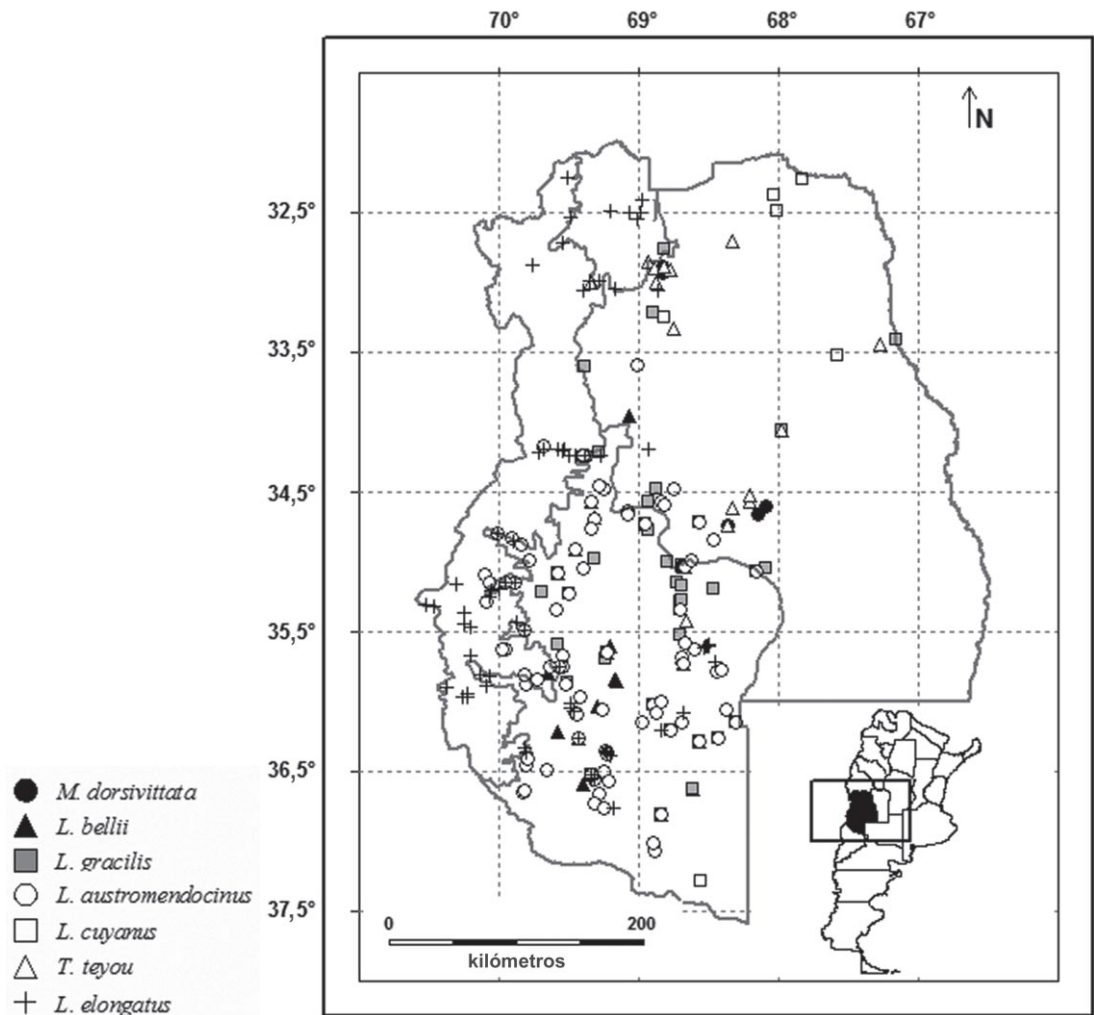 70° 69° 68° 67°
N
32,5°
33,5°
34,5°
35,5°
36,5°
37,5°
0 200
kilómetros
M. dorsivittata
L. bellii
L. gracilis
L. austromendocinus
L. cuyanus
T. teyou
L. elongatus